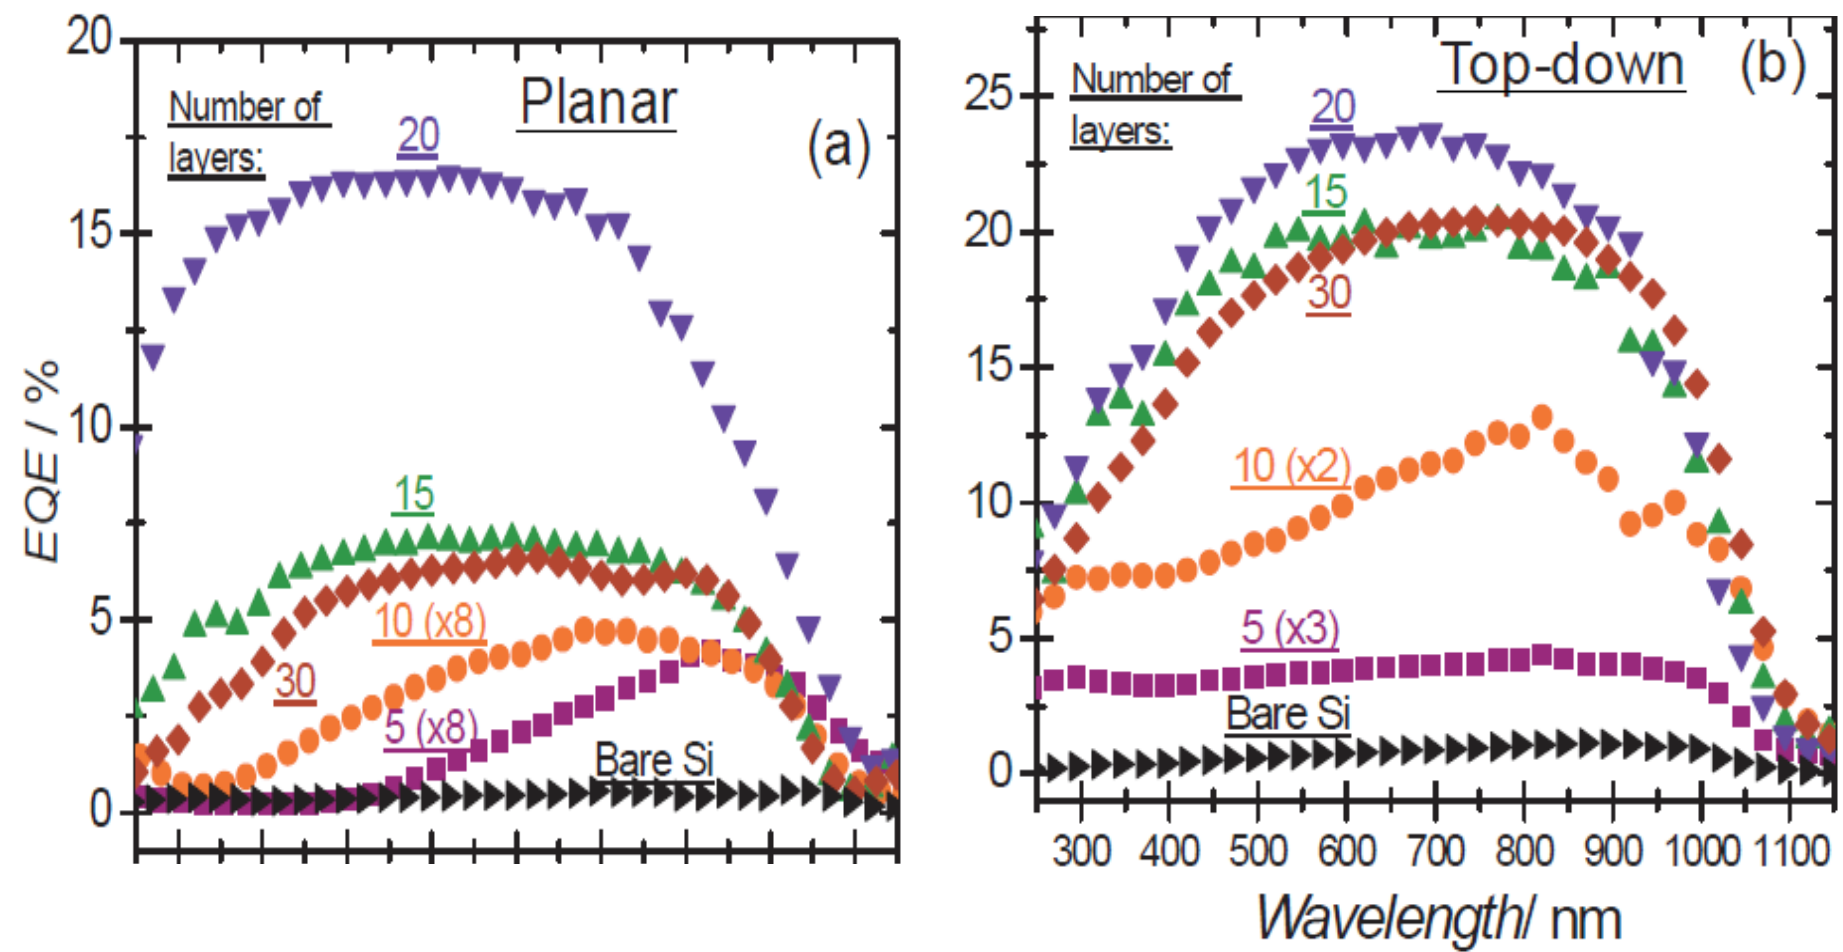 20
15
10
5
0
EQE / %
Number of
layers:
Planar
(a)
20
15
10 (x8)
30
5 (x8)
Bare Si
25
20
15
10
5
0
Number of
layers:
Top-down
(b)
20
15
30
10 (x2)
5 (x3)
Bare Si
300 400 500 600 700 800 900 1000 1100
Wavelength/ nm